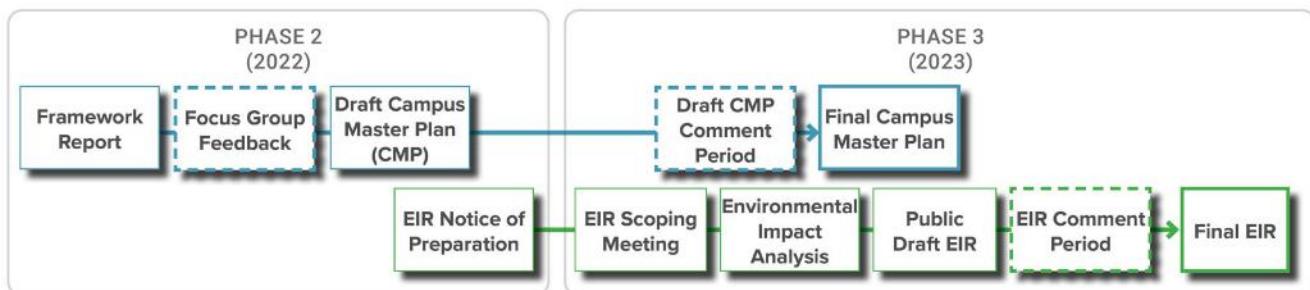 PHASE 2
(2022)
Framework
Report
Focus Group
Feedback
Draft Campus
Master Plan
(CMP)
EIR Notice of
Preparation
PHASE 3
(2023)
Draft CMP
Comment
Period
Final Campus
Master Plan
EIR Scoping
Meeting
Environmental
Impact
Analysis
Public
Draft EIR
EIR Comment
Period
Final EIR